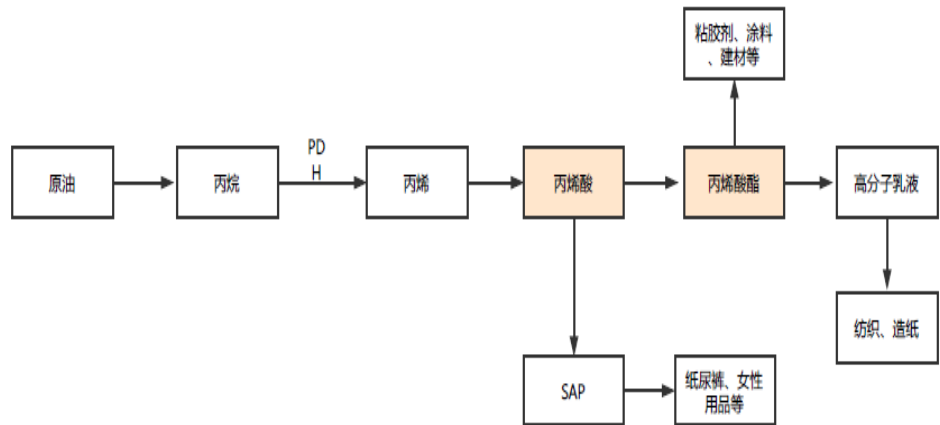 粘胶剂、涂料
、建材等
PD
H
原油
丙烷
丙烯
丙烯酸
丙烯酸酯
高分子乳液
纺织、造纸
SAP
纸尿裤、女性
用品等